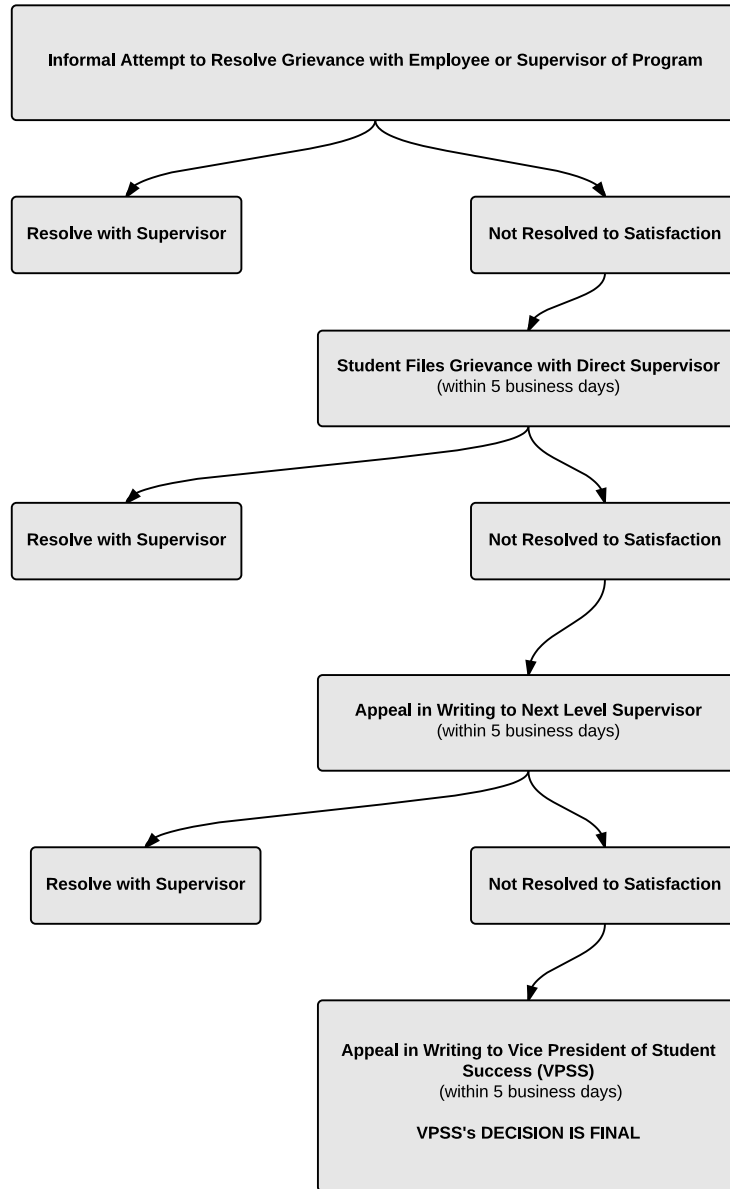 Informal Attempt to Resolve Grievance with Employee or Supervisor of Program
Resolve with Supervisor
Not Resolved to Satisfaction
Student Files Grievance with Direct Supervisor
(within 5 business days)
Resolve with Supervisor
Not Resolved to Satisfaction
Appeal in Writing to Next Level Supervisor
(within 5 business days)
Resolve with Supervisor
Not Resolved to Satisfaction
Appeal in Writing to Vice President of Student
Success (VPSS)
(within 5 business days)
VPSS's DECISION IS FINAL